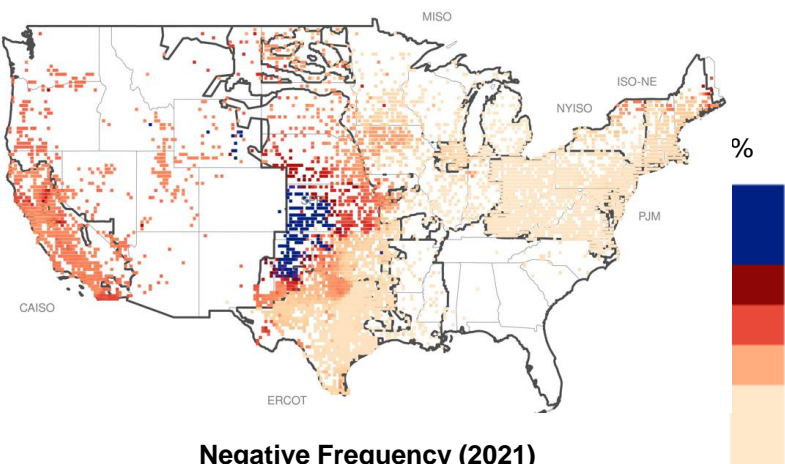 MISO
ISO-NE
NYISO
%
PJM
CAISO
ERCOT
Negative Frequency (2021)